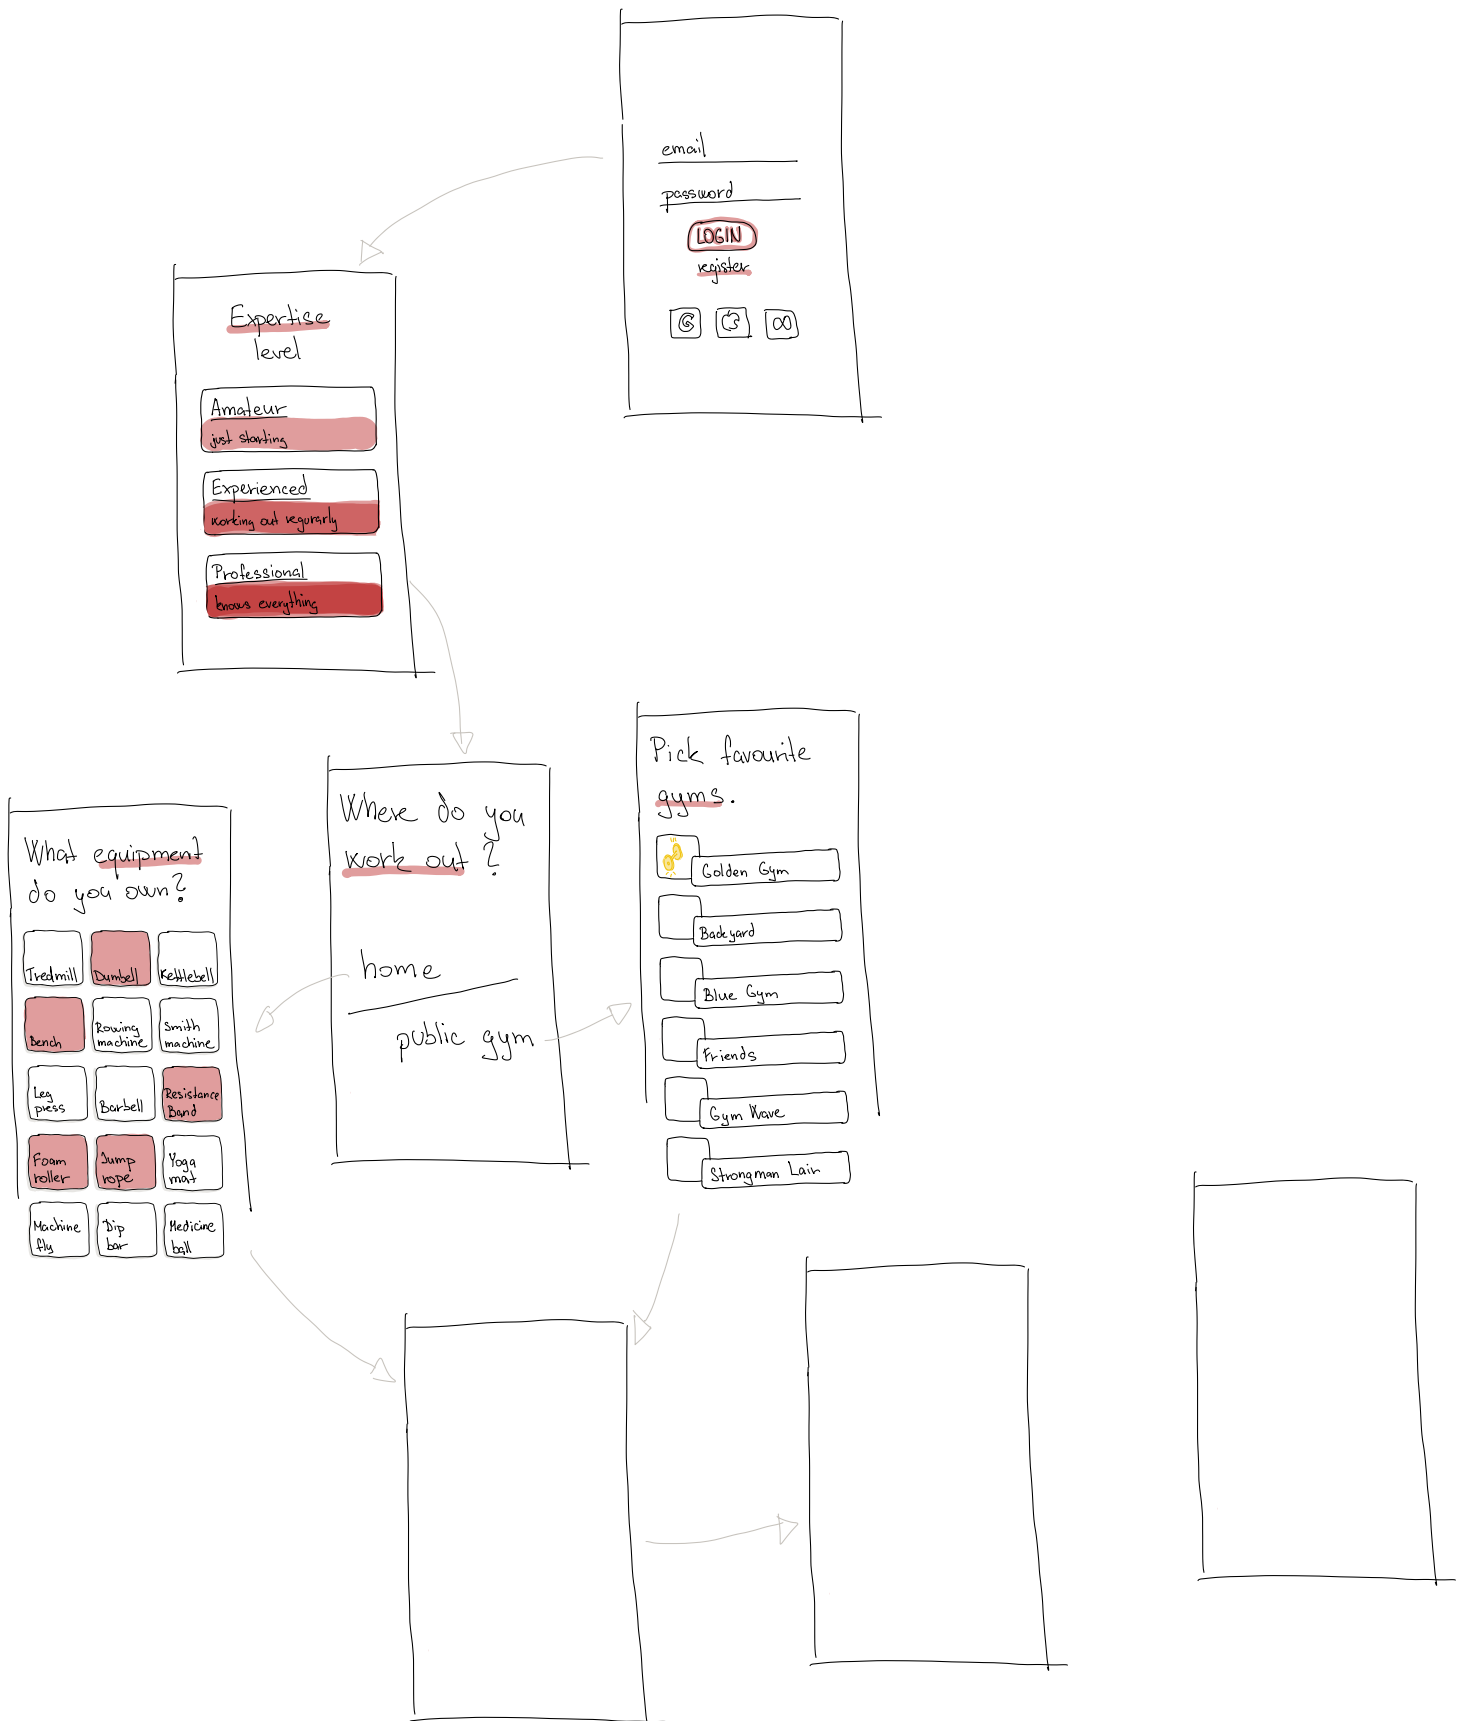 email
password
LOGIN
register
Expertise
level
Amateur
just starting
Experienced
working out regurarly
Professional
knows everything
What equipment
do you own?
Tredmill
Dumbell
Kettlebell
Bench
Rowing
machine
Smith
machine
Leg
press
Barbell
Resistance
Band
Foam
roller
Jump
rope
Yoga
mat
Machine
fly
Dip
bar
Medicine
ball
Where do you
work out?
home
public gym
Pick favourite
gyms.
Golden Gym
Backyard
Blue Gym
Friends
Gym Wave
Strongman Lair